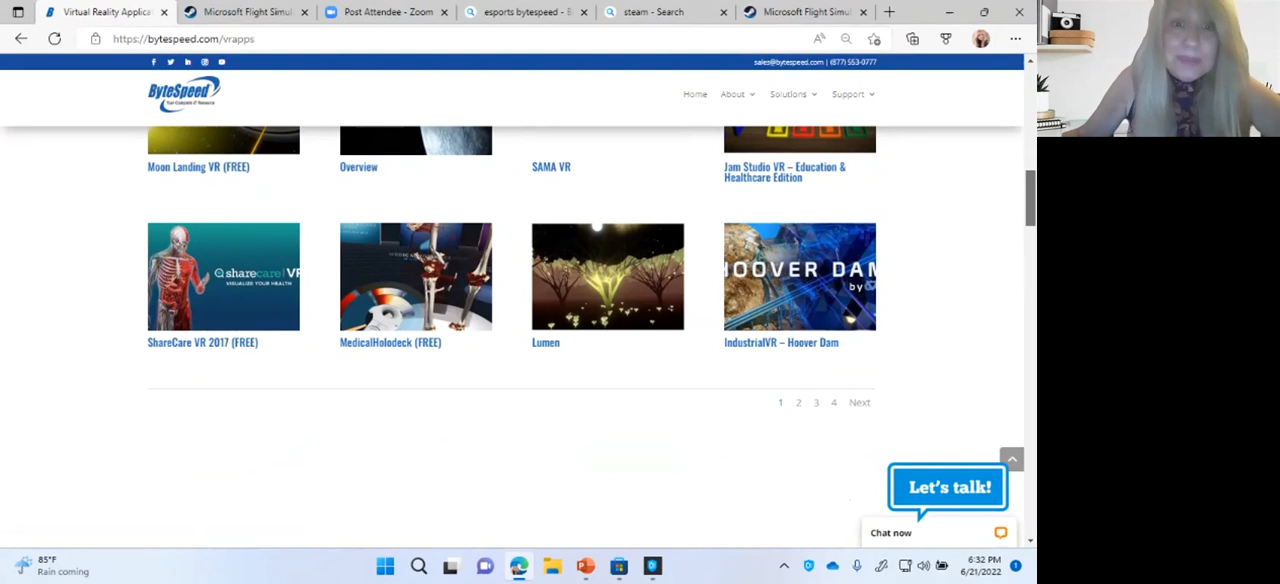 Virtual Reality Applica
Microsoft Flight Simul
Post Attendee - Zoom
esports bytespeed - B
steam - Search
Microsoft Flight Simul
https://bytespeed.com/vrapps
sales@bytespeed.com | (877) 553-0777
ByteSpeed
Home
About
Solutions
Support
Moon Landing VR (FREE)
Overview
SAMA VR
Jam Studio VR – Education &
Healthcare Edition
sharecare VR
VISUALIZE YOUR HEALTH
HOOVER DAM
by
ShareCare VR 2017 (FREE)
MedicalHolodeck (FREE)
Lumen
IndustrialVR – Hoover Dam
1 2 3 4 Next
Let's talk!
Chat now
85°F
Rain coming
6:32 PM
6/21/2022
1